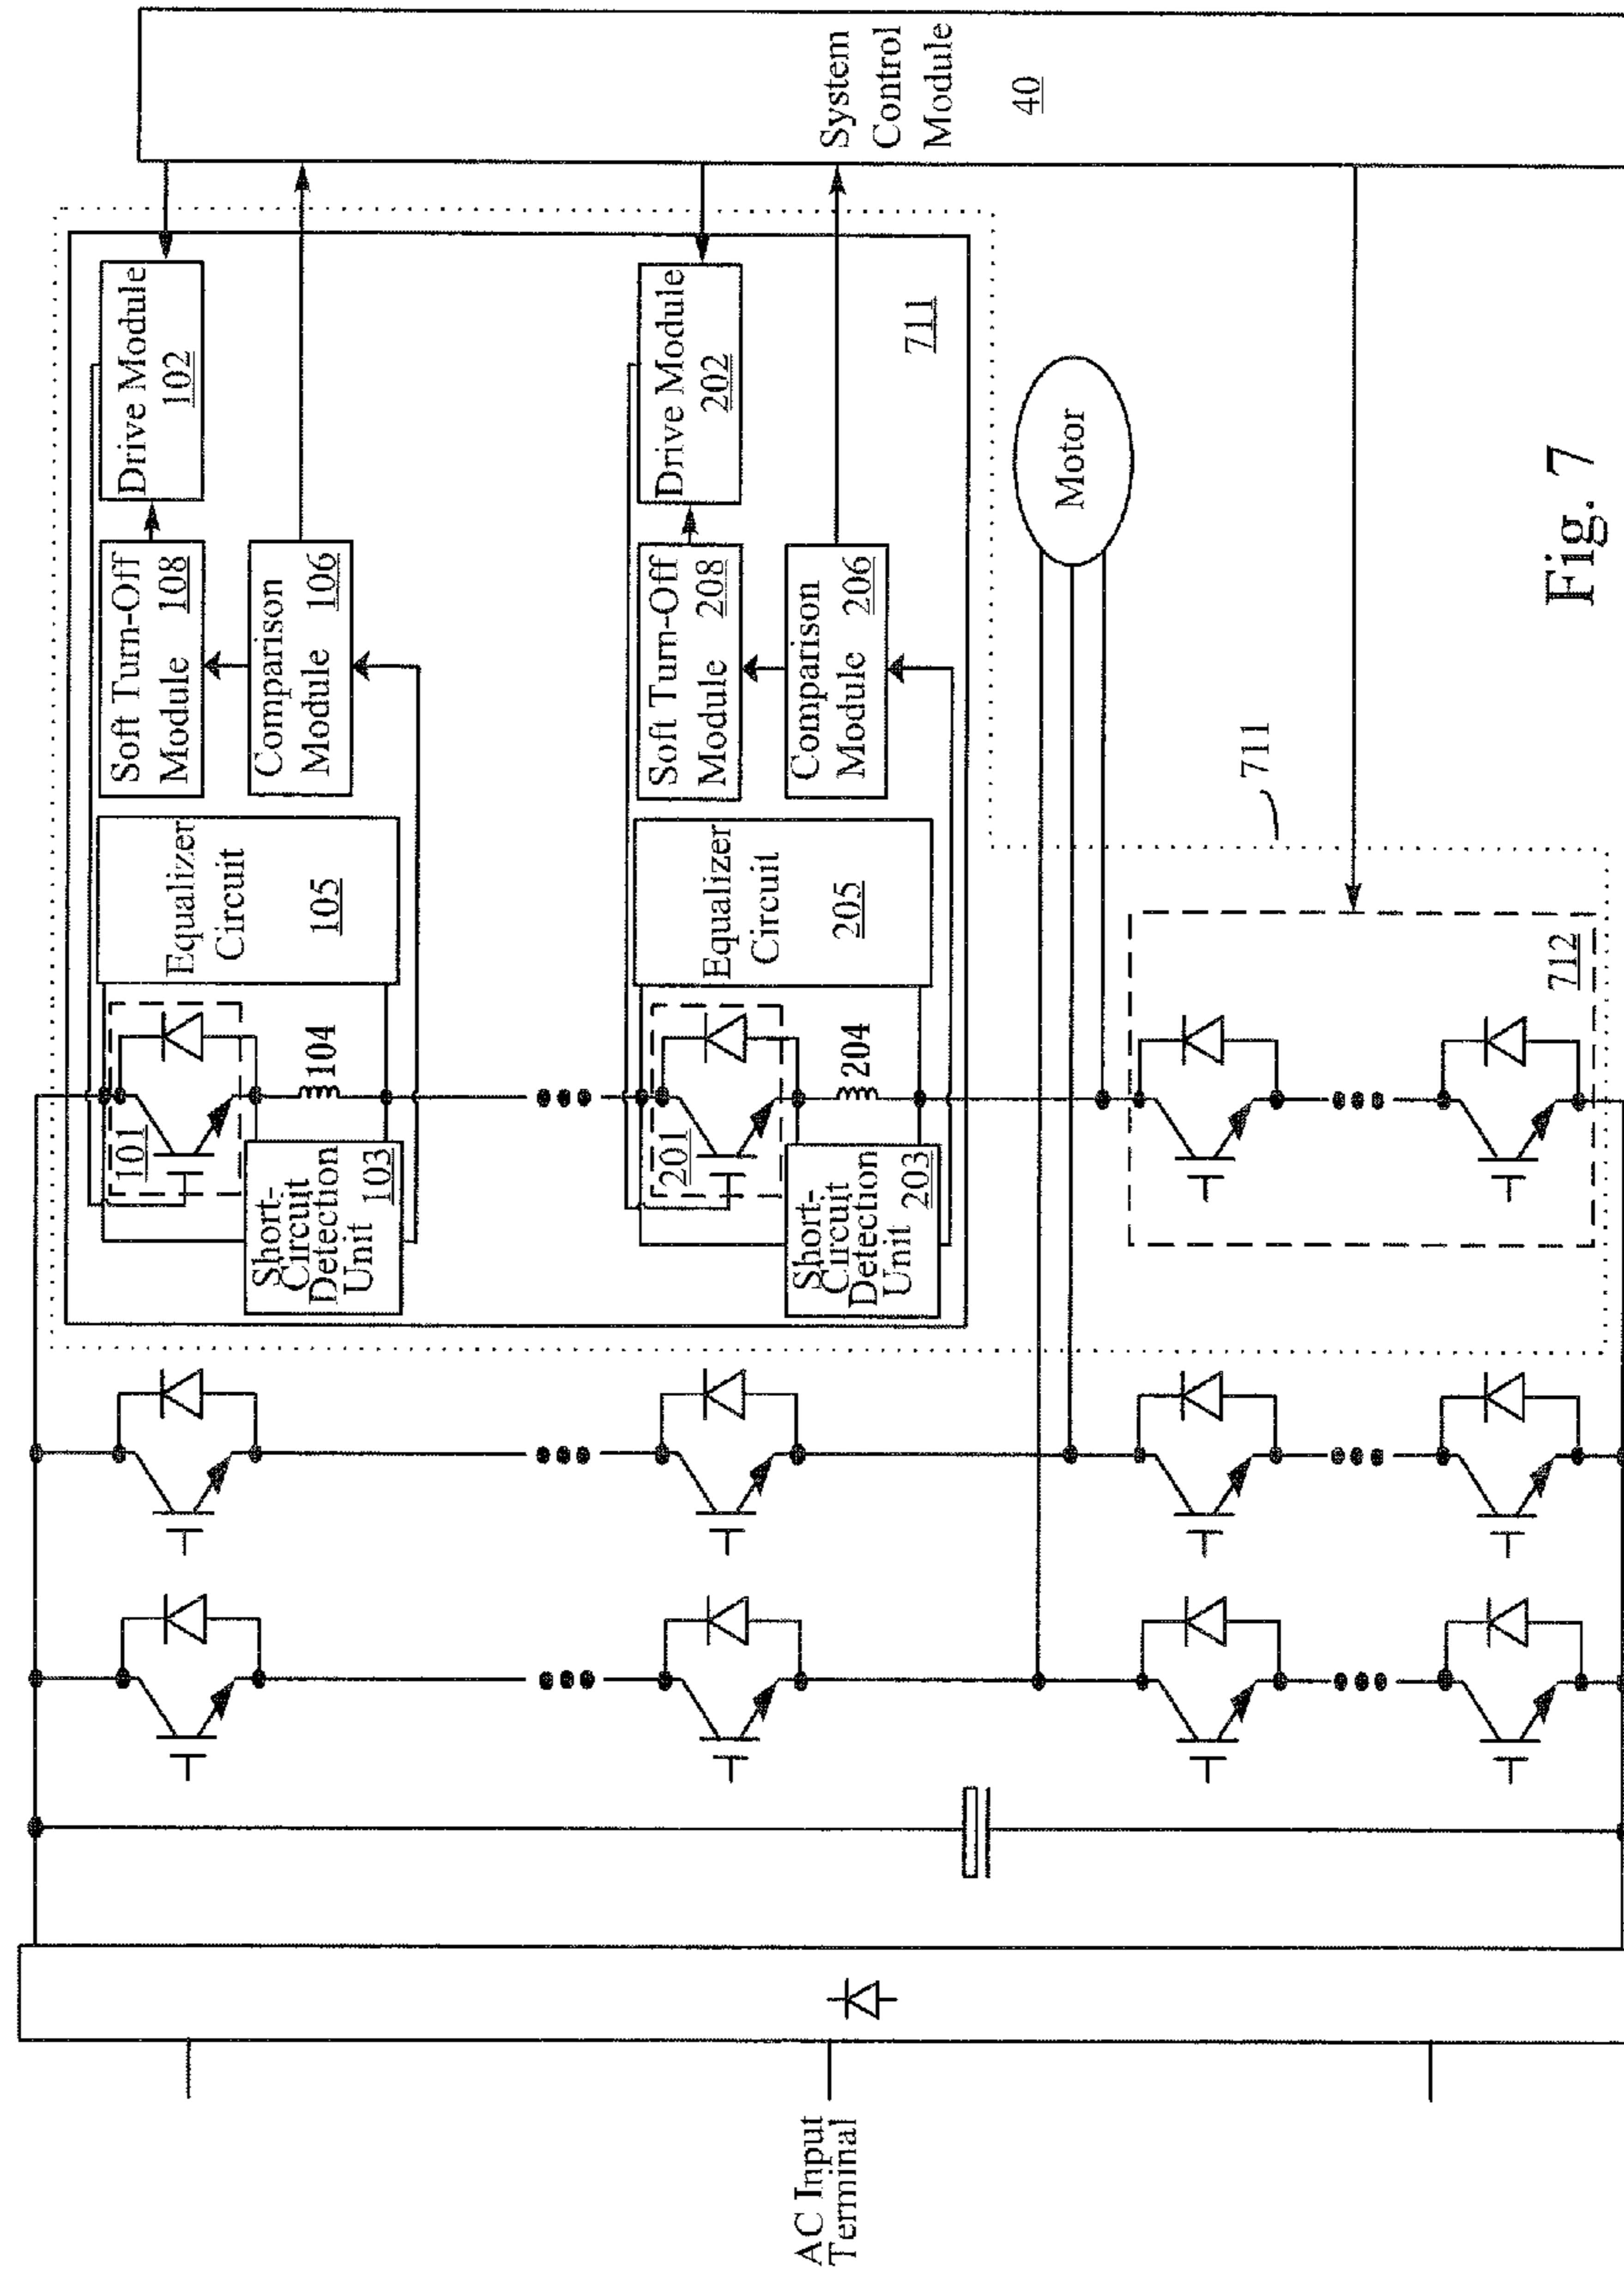 AC Input
Terminal
Short-
Circuit
Detection
Unit 103
101
104
Equalizer
Circuit
105
Soft Turn-Off
Module 108
Comparison
Module 106
Drive Module
102
Short-
Circuit
Detection
Unit 203
201
204
Equalizer
Circuit
205
Soft Turn-Off
Module 208
Comparison
Module 206
Drive Module
202
711
System
Control
Module
40
Motor
711
712
Fig. 7